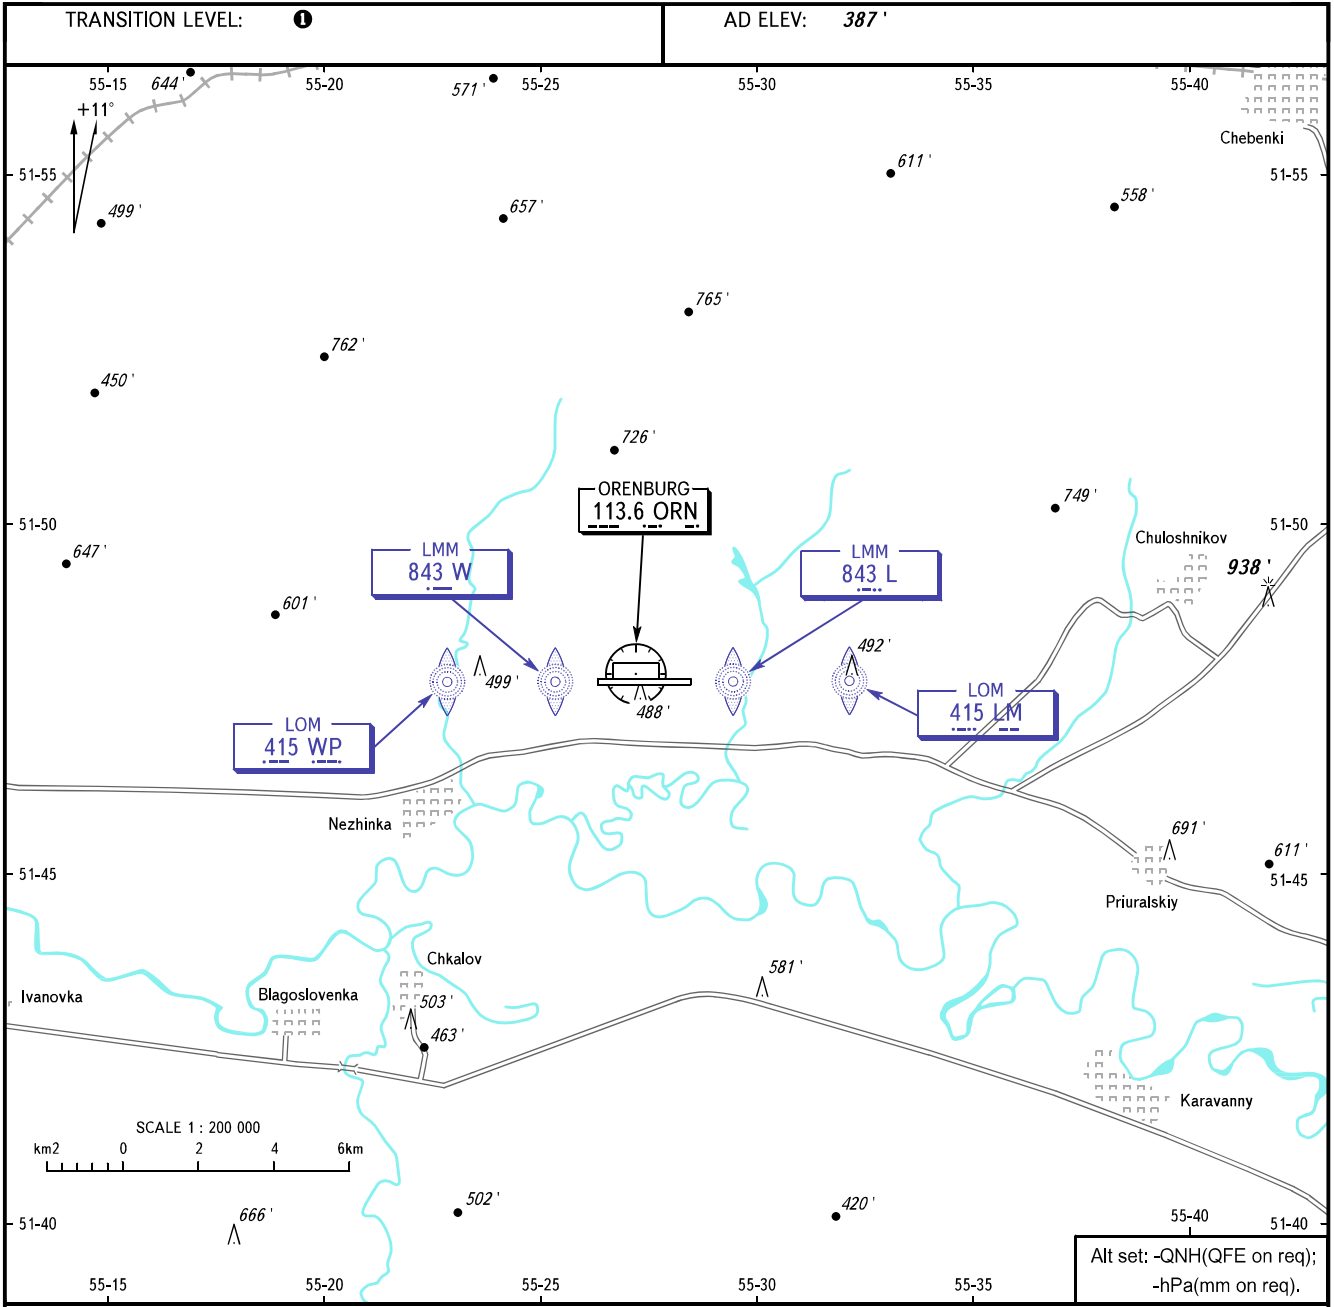 TRANSITION LEVEL: ❶
AD ELEV: 387 '
55-15
644 '
55-20
571 '
55-25
55-30
55-35
55-40
+11°
Chebenki
51-55
611 '
51-55
499 '
657 '
558 '
765 '
762 '
450 '
726 '
ORENBURG
113.6 ORN
749 '
51-50
51-50
647 '
LMM
843 W
LMM
843 L
Chuloshnikov
938 '
601 '
492 '
499 '
488 '
LOM
415 WP
LOM
415 LM
Nezhinka
691 '
611 '
51-45
51-45
Priuralskiy
Chkalov
581 '
Ivanovka
Blagoslovenka
503 '
463 '
Karavanny
SCALE 1 : 200 000
km2 0 2 4 6km
502 '
420 '
666 '
51-40
55-40
51-40
Alt set: -QNH(QFE on req);
-hPa(mm on req).
55-15
55-20
55-25
55-30
55-35